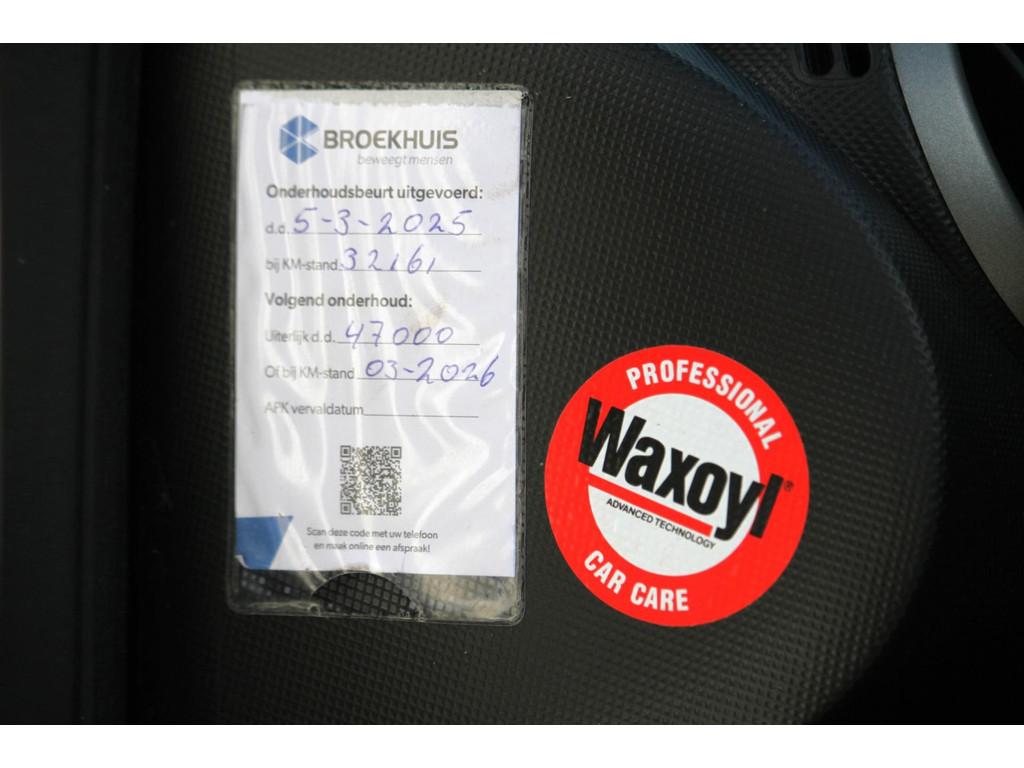 BROEKHUIS
beweegt mensen
Onderhoudsbeurt uitgevoerd:
d.d. 5-3-2025
bij KM-stand 32161
Volgend onderhoud:
Uiterlijk d.d. 47000
Of bij KM-stand 03-2026
APK vervaldatum
Scan deze code met uw telefoon
en maak online een afspraak!
PROFESSIONAL
Waxoyl®
ADVANCED TECHNOLOGY
CAR CARE